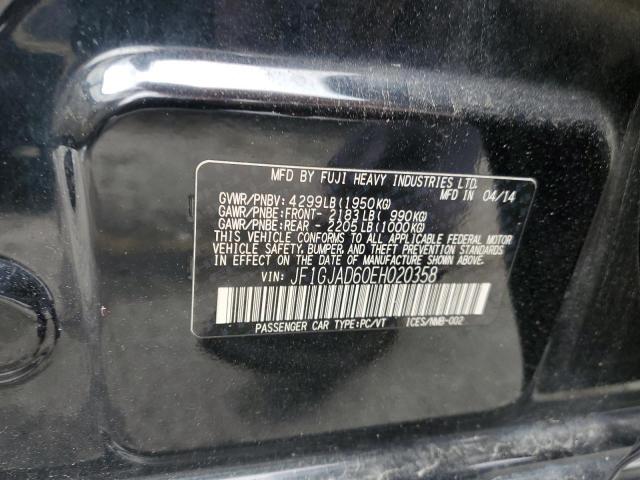 MFD BY FUJI HEAVY INDUSTRIES LTD.
MFD IN 04/14
GVWR/PNBV: 4299LB(1950KG)
GAWR/PNBE:FRONT- 2183LB( 990KG)
GAWR/PNBE:REAR - 2205LB(1000KG)
THIS VEHICLE CONFORMS TO ALL APPLICABLE FEDERAL MOTOR
VEHICLE SAFETY, BUMPER, AND THEFT PREVENTION STANDARDS
IN EFFECT ON THE DATE OF MANUFACTURE SHOWN ABOVE.
VIN: JF1GJAD60EH020358
PASSENGER CAR TYPE:PC/VT ICES/NMB-002